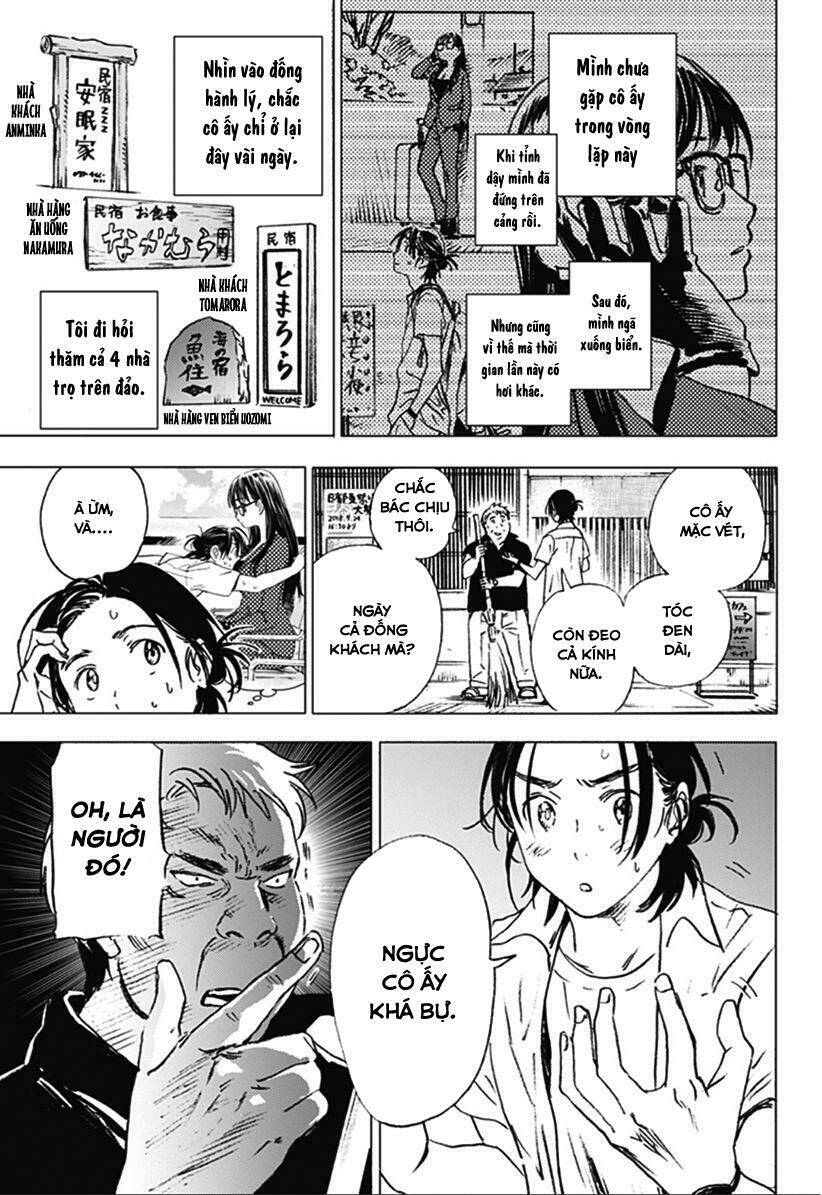 Mình chưa
gặp cô ấy
trong vòng
lặp này
Khi tỉnh
dậy mình đã
đứng trên
cảng rồi.
Sau đó,
mình ngã
xuống biển.
Nhưng cũng
vì thế mà thời
gian lần này có
hơi khác.
Nhìn vào đống
hành lý, chắc
cô ấy chỉ ở lại
đây vài ngày.
NHÀ
KHÁCH
ANMINKA
民宿
安眠家
NHÀ HÀNG
ĂN UỐNG
NAKAMURA
民宿 お食事
なかむら
中村
NHÀ KHÁCH
TOMARORA
民宿
とまろら
WELCOME
海の宿
魚住
NHÀ HÀNG VEN BIỂN UOZOMI
Tôi đi hỏi
thăm cả 4 nhà
trọ trên đảo.
CÔ ẤY
MẶC VÉT,
TÓC
ĐEN
DÀI,
CÒN ĐEO
CẢ KÍNH
NỮA.
CHẮC
BÁC CHỊU
THÔI.
NGÀY
CẢ ĐỐNG
KHÁCH MÀ?
À ỪM,
VÀ....
NGỰC
CÔ ẤY
KHÁ BỰ.
OH, LÀ
NGƯỜI
ĐÓ!